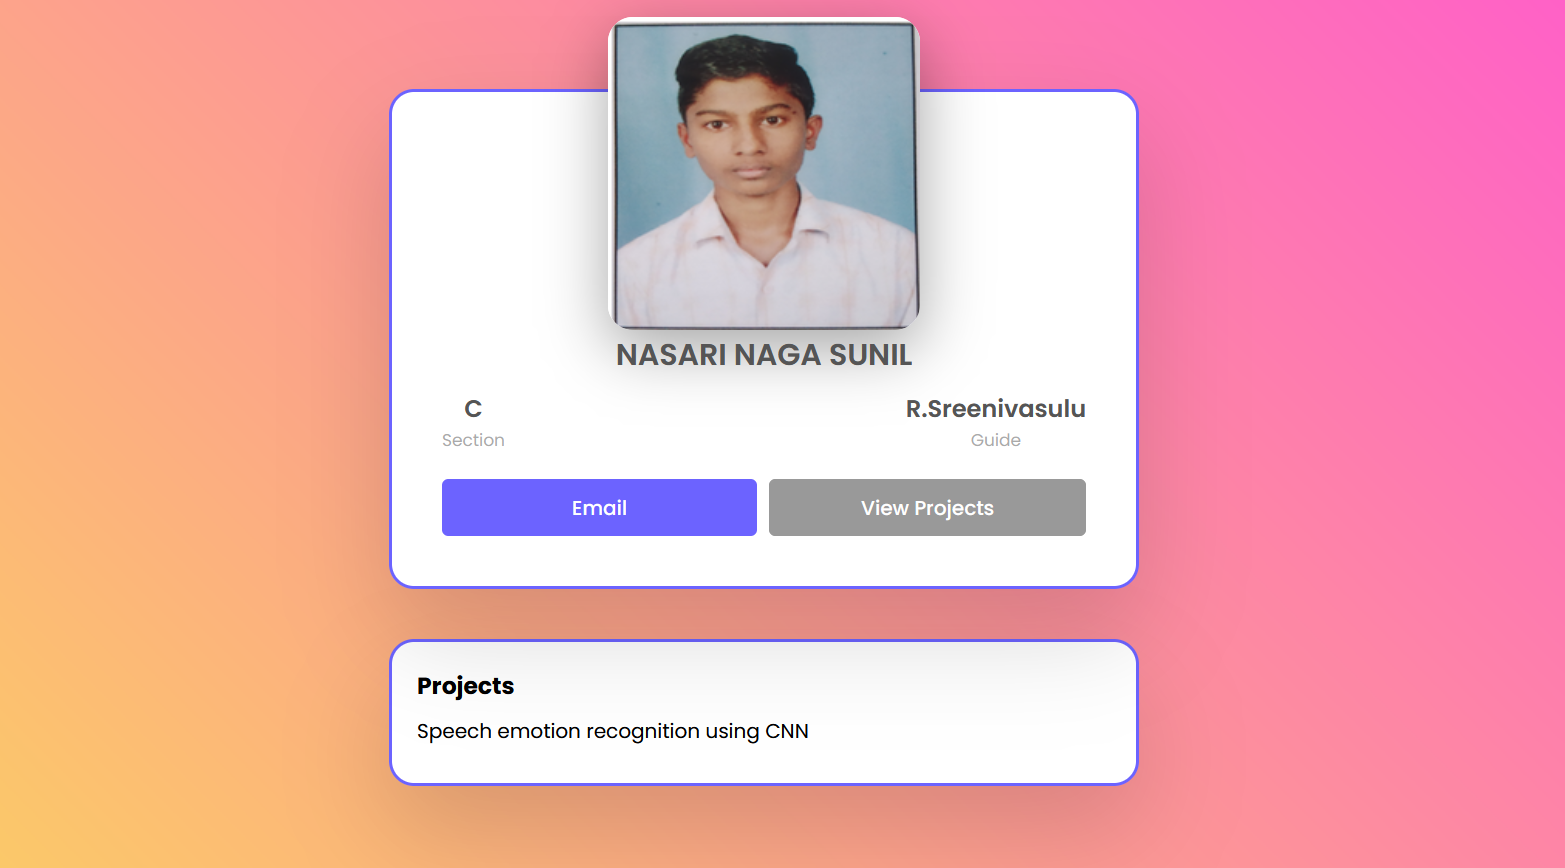 NASARI NAGA SUNIL
C
Section
R.Sreenivasulu
Guide
Email
View Projects
Projects
Speech emotion recognition using CNN